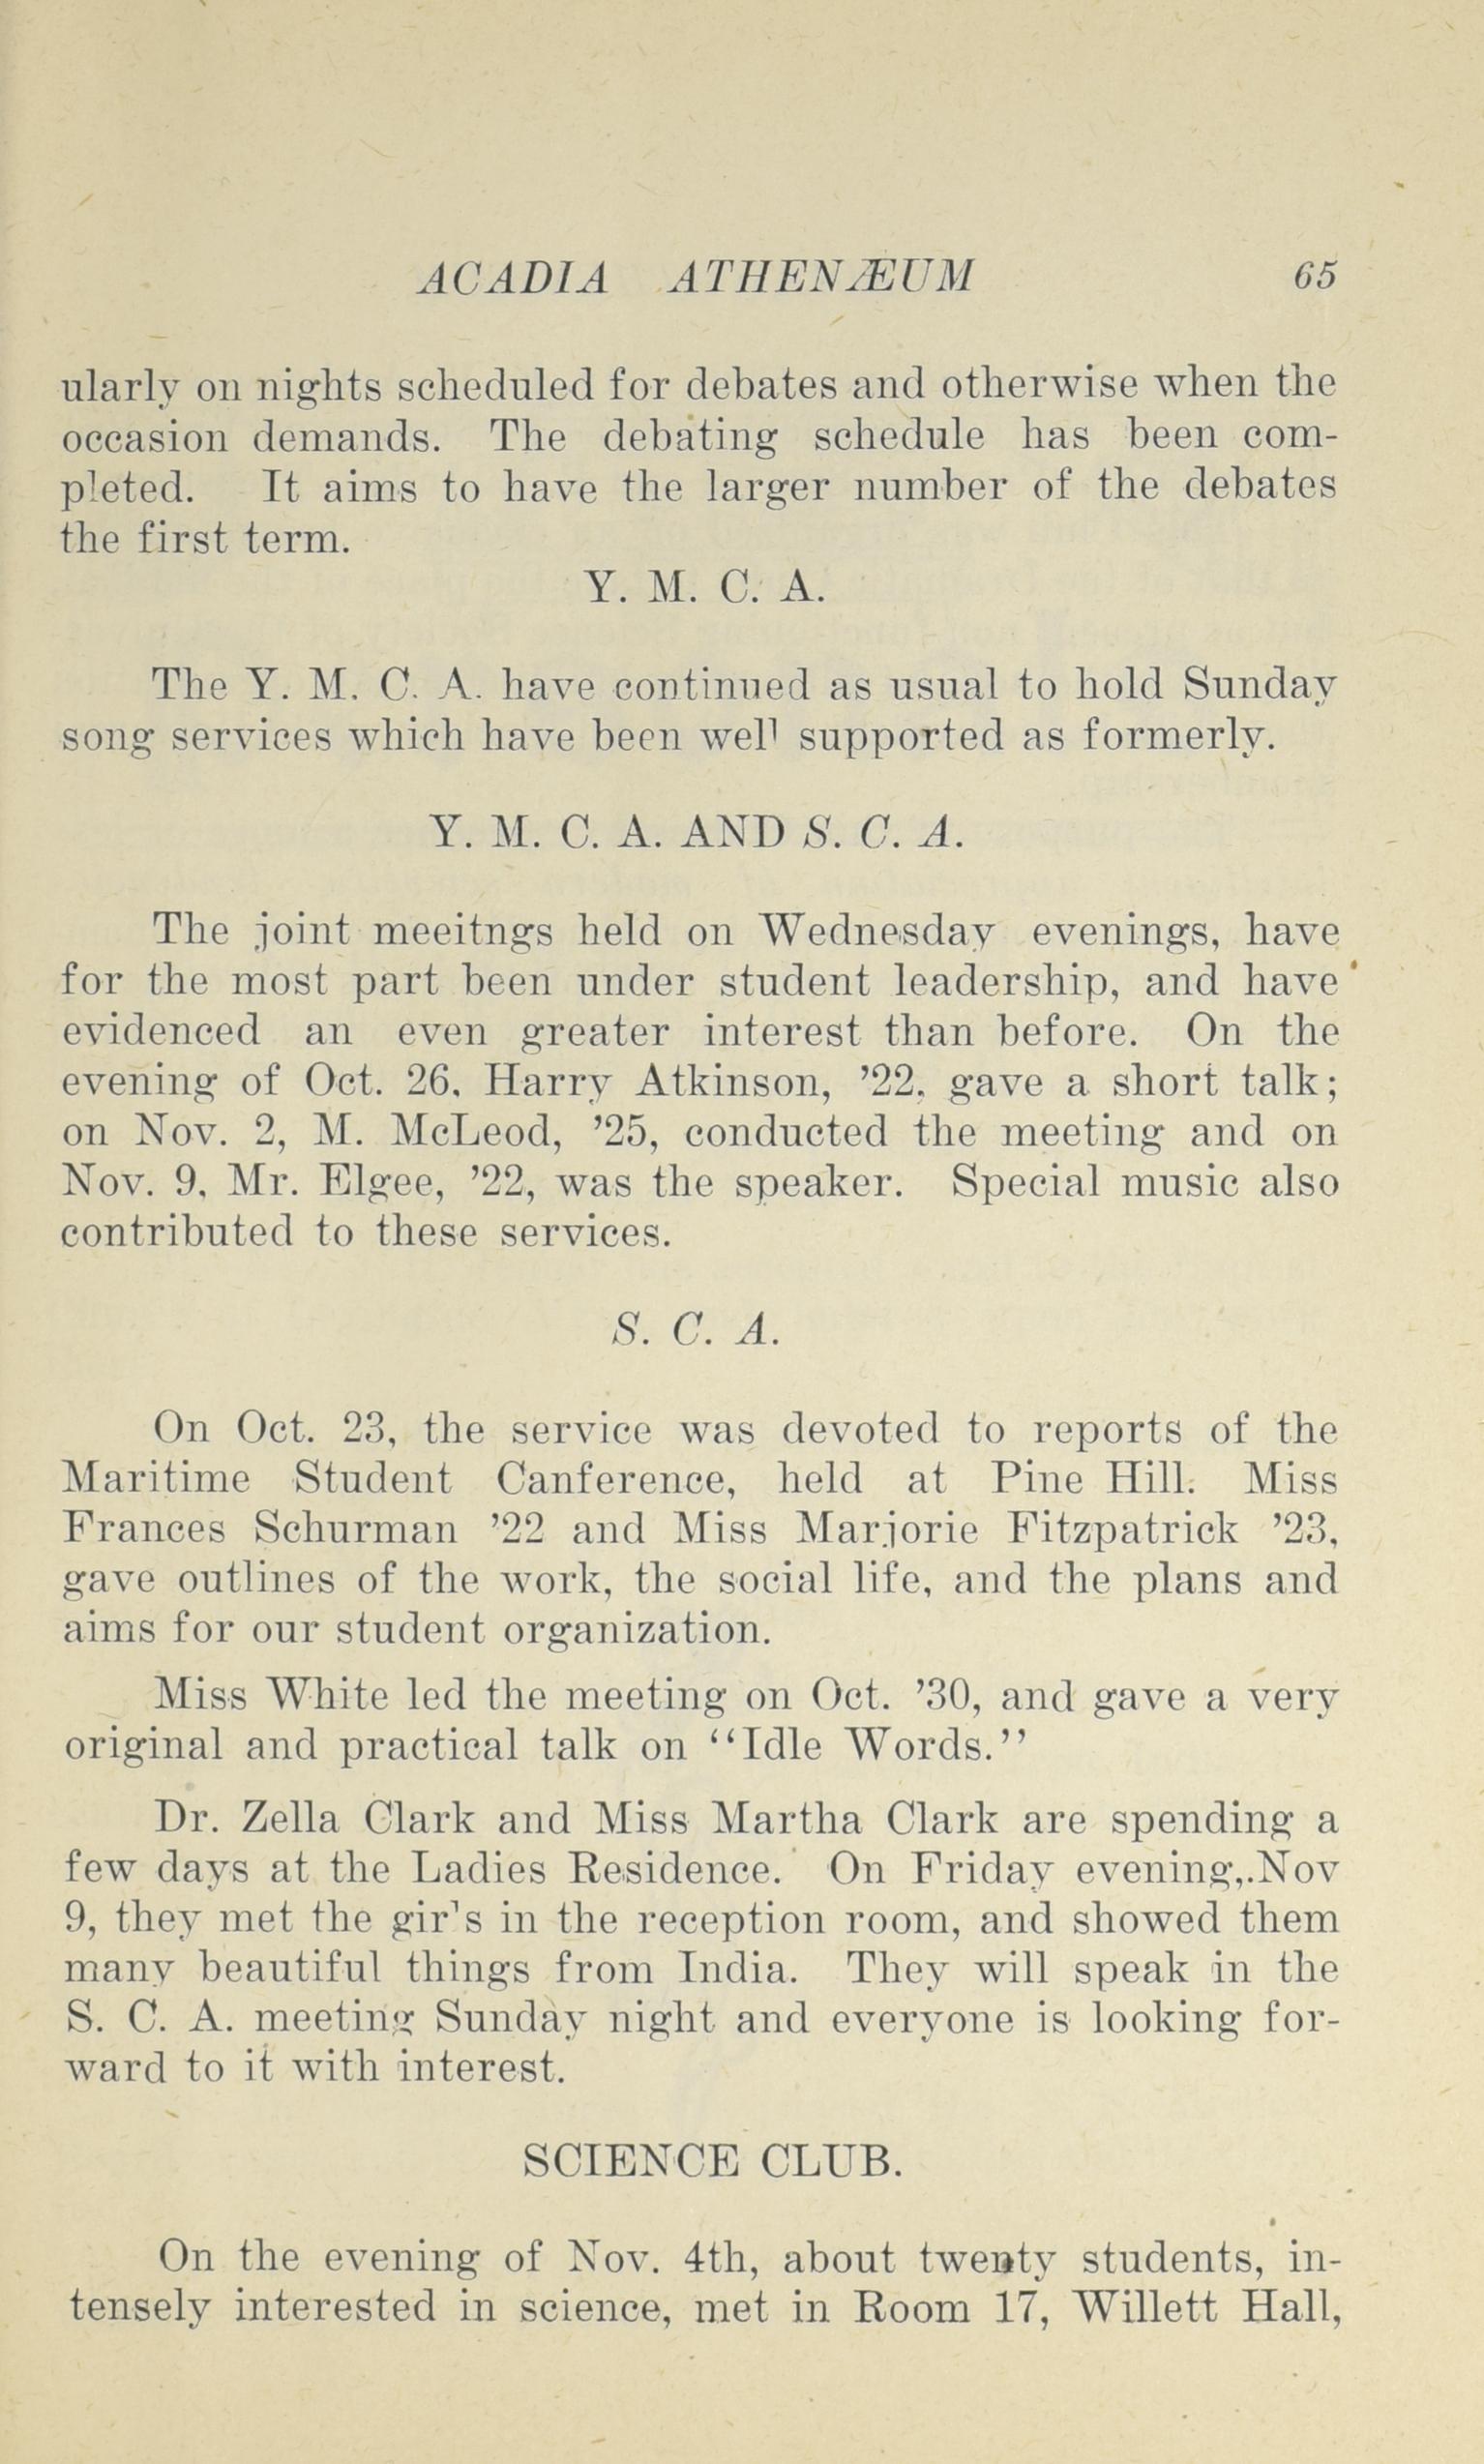 ACADIA ATHENÆUM 65
ularly on nights scheduled for debates and otherwise when the
occasion demands. The debating schedule has been com-
pleted. It aims to have the larger number of the debates
the first term.
Y. M. C. A.
The Y. M. C. A. have continued as usual to hold Sunday
song services which have been well supported as formerly.
Y. M. C. A. AND S. C. A.
The joint meeitngs held on Wednesday evenings, have
for the most part been under student leadership, and have
evidenced an even greater interest than before. On the
evening of Oct. 26, Harry Atkinson, ’22, gave a short talk;
on Nov. 2, M. McLeod, ’25, conducted the meeting and on
Nov. 9, Mr. Elgee, ’22, was the speaker. Special music also
contributed to these services.
S. C. A.
On Oct. 23, the service was devoted to reports of the
Maritime Student Canference, held at Pine Hill. Miss
Frances Schurman ’22 and Miss Marjorie Fitzpatrick ’23,
gave outlines of the work, the social life, and the plans and
aims for our student organization.
Miss White led the meeting on Oct. ’30, and gave a very
original and practical talk on ‘‘Idle Words.’’
Dr. Zella Clark and Miss Martha Clark are spending a
few days at the Ladies Residence. On Friday evening,.Nov
9, they met the girls in the reception room, and showed them
many beautiful things from India. They will speak in the
S. C. A. meeting Sunday night and everyone is looking for-
ward to it with interest.
SCIENCE CLUB.
On the evening of Nov. 4th, about twenty students, in-
tensely interested in science, met in Room 17, Willett Hall,